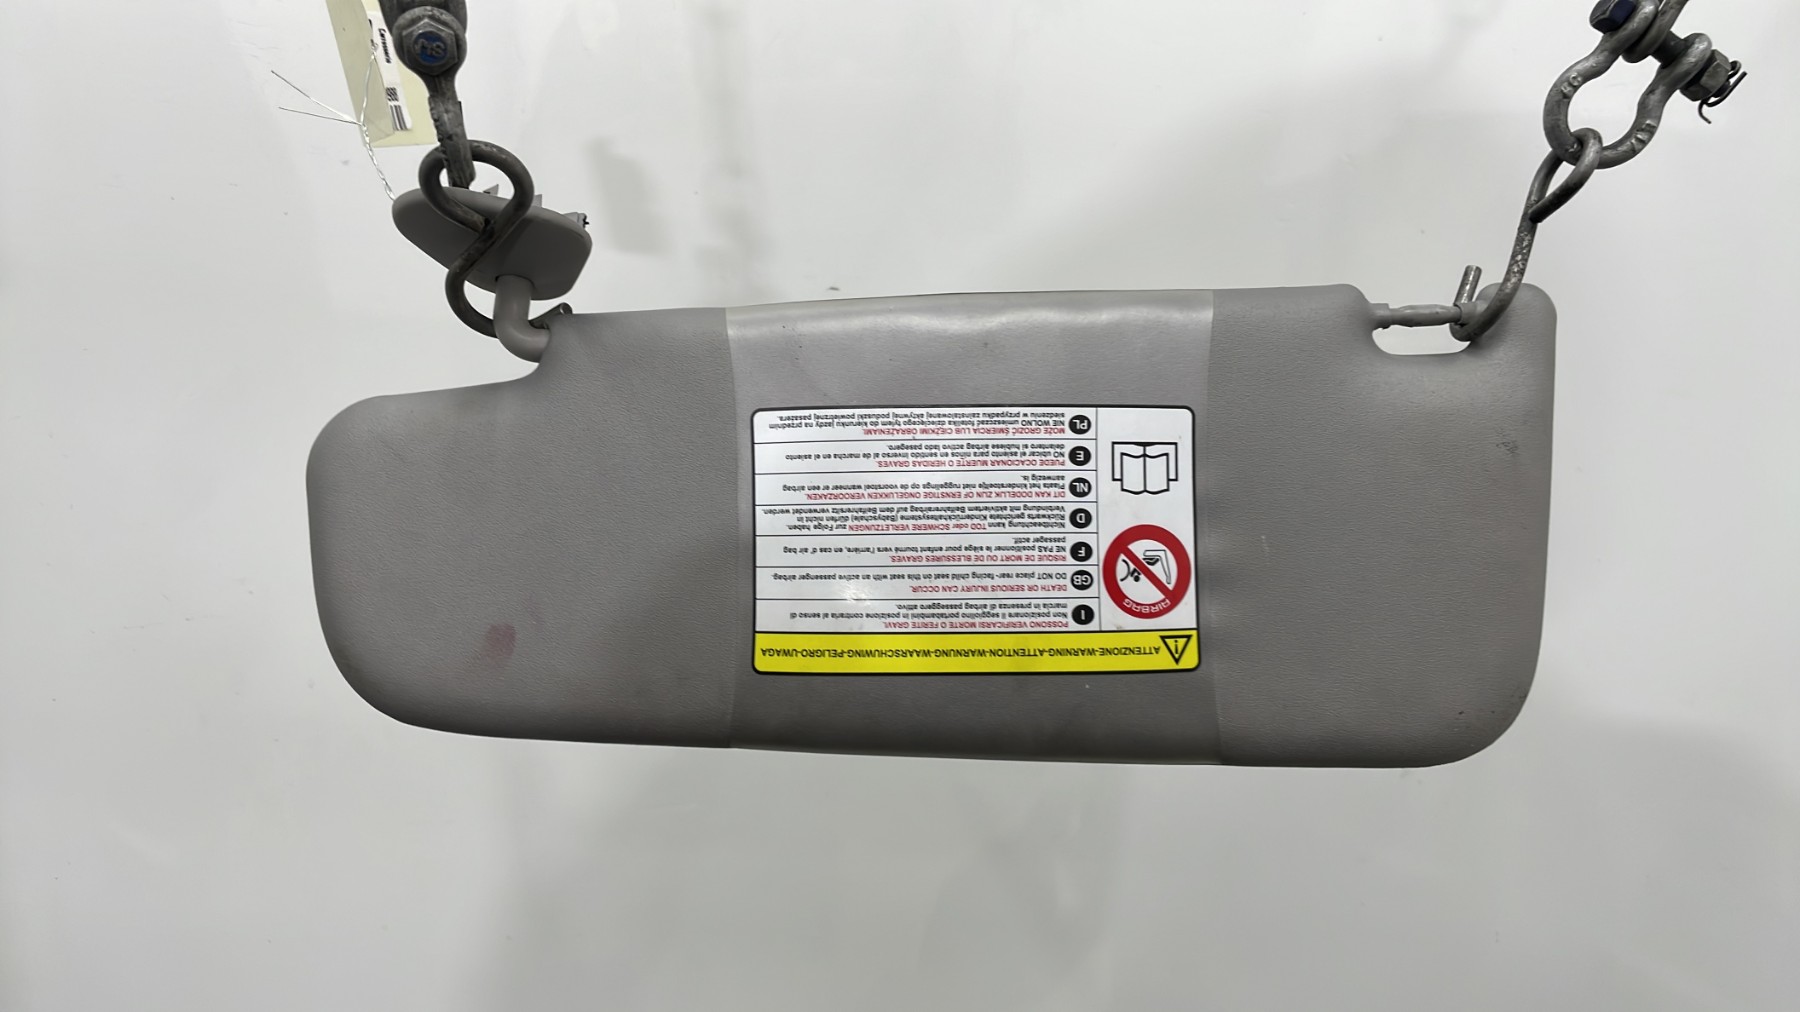 ATTENZIONE-WARNING-ATTENTION-WARNUNG-WAARSCHUWING-PELIGRO-UWAGA
I
POSSONO VERIFICARSI MORTE O FERITE GRAVI.
Non posizionare il seggiolino portabambini in posizione contraria al senso di
marcia in presenza di airbag passeggero attivo.
GB
DEATH OR SERIOUS INJURY CAN OCCUR.
DO NOT place rear-facing child seat on this seat with an active passenger airbag.
F
RISQUE DE MORT OU DE BLESSURES GRAVES.
NE PAS positionner le siège pour enfant tourné vers l'arrière, en cas d' air bag
passager actif.
D
Nichtbeachtung kann TOD oder SCHWERE VERLETZUNGEN zur Folge haben.
Rückwärts gerichtete Kinderrückhaltesysteme (Babyschale) dürfen nicht in
Verbindung mit aktiviertem Beifahrerairbag auf dem Beifahrersitz verwendet werden.
NL
DIT KAN DODELIJK ZIJN OF ERNSTIGE ONGELUKKEN VEROORZAKEN.
Plaats het kinderstoeltje niet ruggelings op de voorstoel wanneer er een airbag
aanwezig is.
E
PUEDE OCACIONAR MUERTE O HERIDAS GRAVES.
NO ubicar el asiento para niños en sentido inverso al de marcha en el asiento
delantero si hubiese airbag activo lado pasegero.
PL
MOŻE GROZIĆ ŚMIERCIA LUB CIĘŻKIMI OBRAŻENIAMI.
NIE WOLNO umieszczać fotelika dziecięcego tyłem do kierunku jazdy na przednim
siedzeniu w przypadku zainstalowanej aktywnej poduszki powietrznej pasażera.
AIRBAG